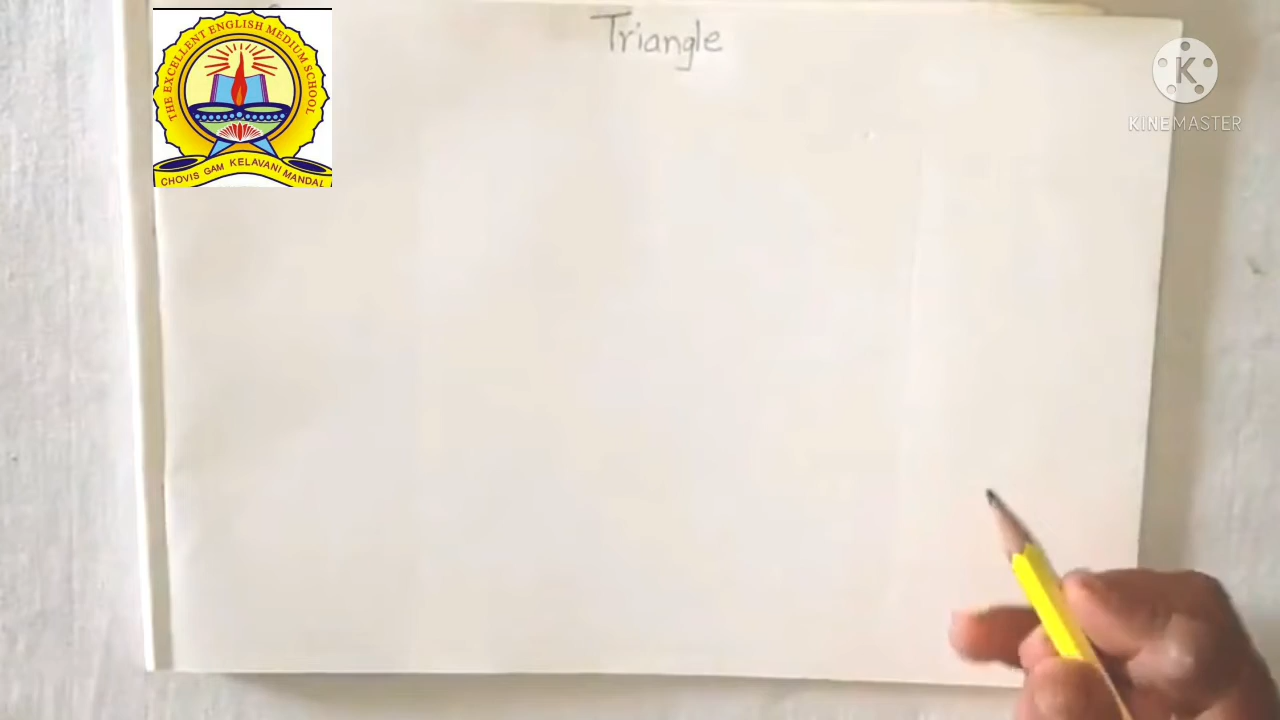 Triangle
THE EXCELLENT ENGLISH MEDIUM SCHOOL
CHOVIS GAM KELAVANI MANDAL
K
KINEMASTER